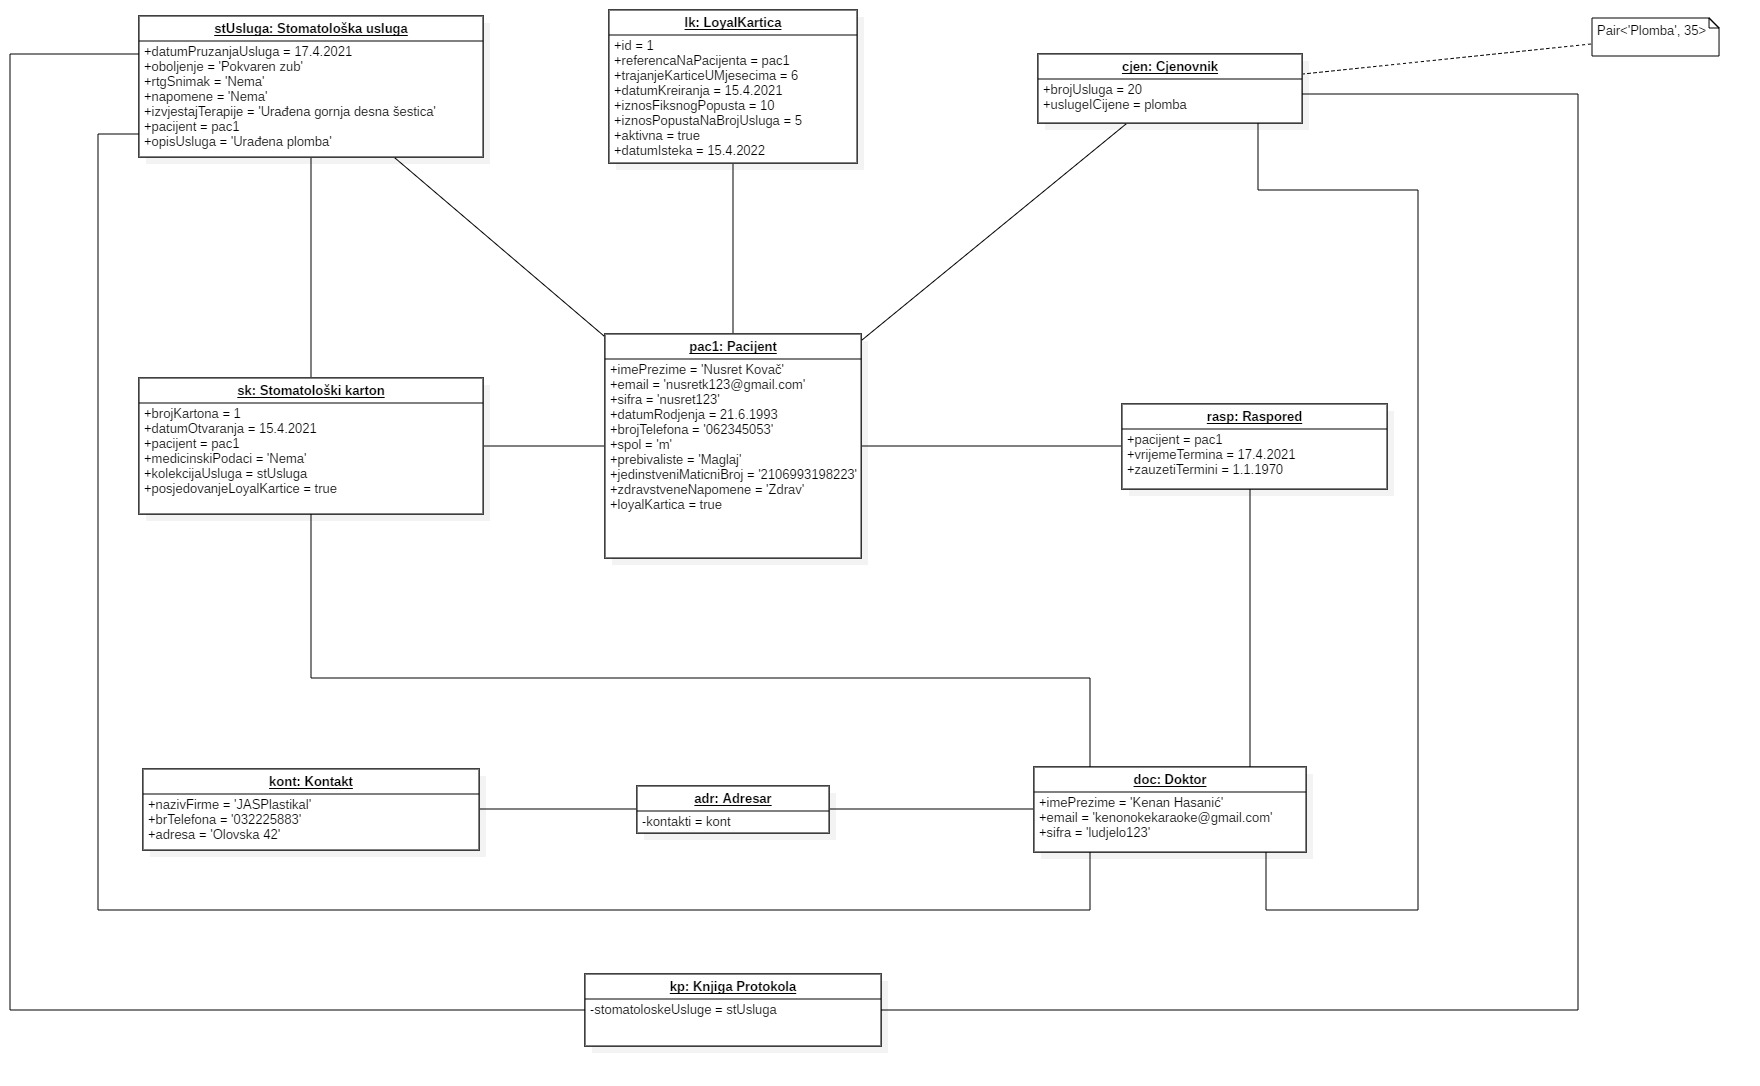 stUsluga: Stomatološka usluga
+datumPruzanjaUsluga = 17.4.2021
+oboljenje = 'Pokvaren zub'
+rtgSnimak = 'Nema'
+napomene = 'Nema'
+izvjestajTerapije = 'Urađena gornja desna šestica'
+pacijent = pac1
+opisUsluga = 'Urađena plomba'
lk: LoyalKartica
+id = 1
+referencaNaPacijenta = pac1
+trajanjeKarticeUMjesecima = 6
+datumKreiranja = 15.4.2021
+iznosFiksnogPopusta = 10
+iznosPopustaNaBrojUsluga = 5
+aktivna = true
+datumIsteka = 15.4.2022
cjen: Cjenovnik
+brojUsluga = 20
+uslugeICijene = plomba
Pair<'Plomba', 35>
sk: Stomatološki karton
+brojKartona = 1
+datumOtvaranja = 15.4.2021
+pacijent = pac1
+medicinskiPodaci = 'Nema'
+kolekcijaUsluga = stUsluga
+posjedovanjeLoyalKartice = true
pac1: Pacijent
+imePrezime = 'Nusret Kovač'
+email = 'nusretk123@gmail.com'
+sifra = 'nusret123'
+datumRodjenja = 21.6.1993
+brojTelefona = '062345053'
+spol = 'm'
+prebivaliste = 'Maglaj'
+jedinstveniMaticniBroj = '2106993198223'
+zdravstveneNapomene = 'Zdrav'
+loyalKartica = true
rasp: Raspored
+pacijent = pac1
+vrijemeTermina = 17.4.2021
+zauzetiTermini = 1.1.1970
kont: Kontakt
+nazivFirme = 'JASPlastikal'
+brTelefona = '032225883'
+adresa = 'Olovska 42'
adr: Adresar
-kontakti = kont
doc: Doktor
+imePrezime = 'Kenan Hasanić'
+email = 'kenonokekaraoke@gmail.com'
+sifra = 'ludjelo123'
kp: Knjiga Protokola
-stomatoloskeUsluge = stUsluga